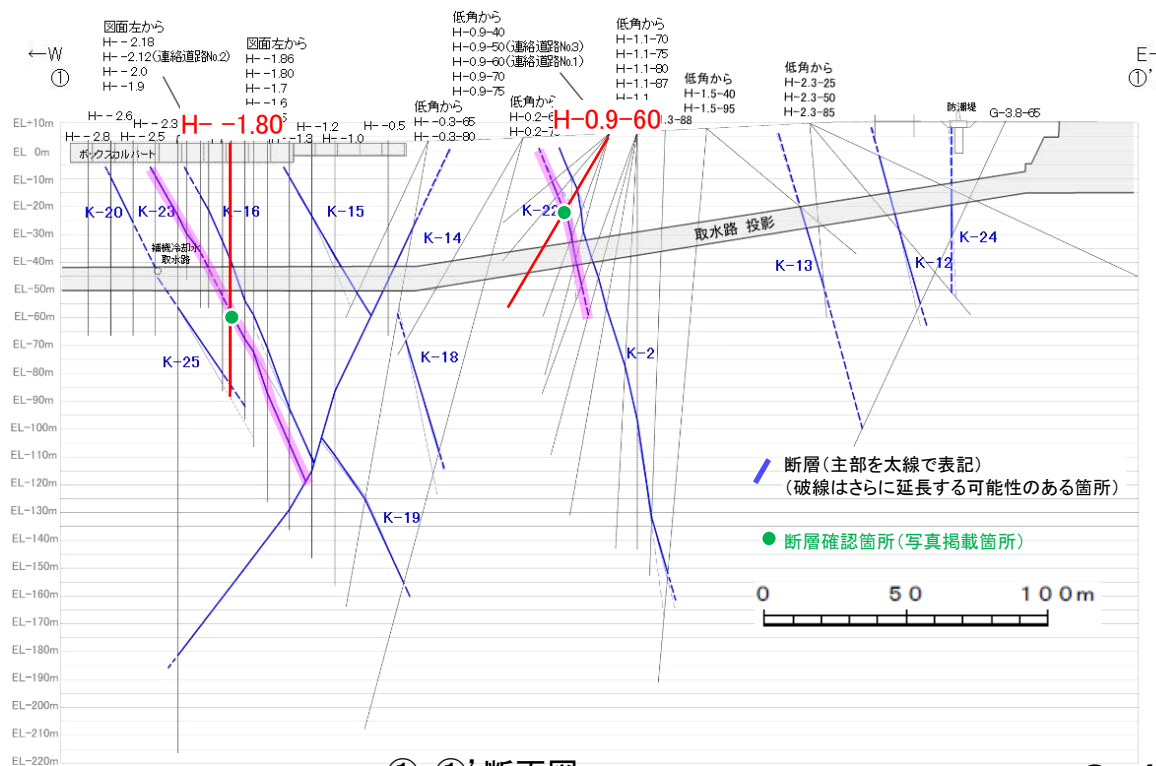 ←W
①
図面左から
H- -2.18
H- -2.12(連絡道路No.2)
H- -2.0
H- -1.9
図面左から
H- -1.86
H- -1.80
H- -1.7
H- -1.6
低角から
H-0.9-40
H-0.9-50(連絡道路No.3)
H-0.9-60(連絡道路No.1)
H-0.9-70
H-0.9-75
低角から
H-1.1-70
H-1.1-75
H-1.1-80
H-1.1-87
H-1.1
低角から
H-1.5-40
H-1.5-95
低角から
H-2.3-25
H-2.3-50
H-2.3-85
E-
①'
防潮堤
G-3.8-65
低角から
H- -0.3-65
H- -0.3-80
低角から
H- -2.6
H- -2.3
H- -2.8
H- -2.5
H- -1.80
H- -1.2
H- -1.0
H- -0.5
H-0.9-60
EL+10m
EL 0m
EL-10m
EL-20m
EL-30m
EL-40m
EL-50m
EL-60m
EL-70m
EL-80m
EL-90m
EL-100m
EL-110m
EL-120m
EL-130m
EL-140m
EL-150m
EL-160m
EL-170m
EL-180m
EL-190m
EL-200m
EL-210m
EL-220m
ボックスカルバート
K-20
K-23
K-16
K-15
K-14
K-22
K-24
K-12
K-13
補機冷却水
取水路
取水路 投影
K-25
K-18
K-2
K-19
断層(主部を太線で表記)
(破線はさらに延長する可能性のある箇所)
断層確認箇所(写真掲載箇所)
0 50 100m